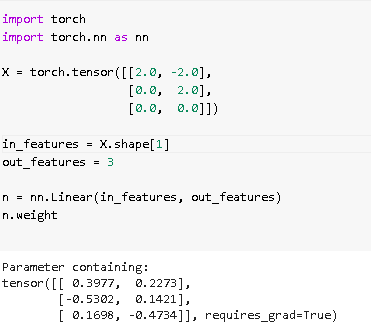 import torch
import torch.nn as nn
X = torch.tensor([[2.0, -2.0],
[0.0, 2.0],
[0.0, 0.0]])
in_features = X.shape[1]
out_features = 3
n = nn.Linear(in_features, out_features)
n.weight
Parameter containing:
tensor([[ 0.3977, 0.2273],
[-0.5302, 0.1421],
[ 0.1698, -0.4734]], requires_grad=True)